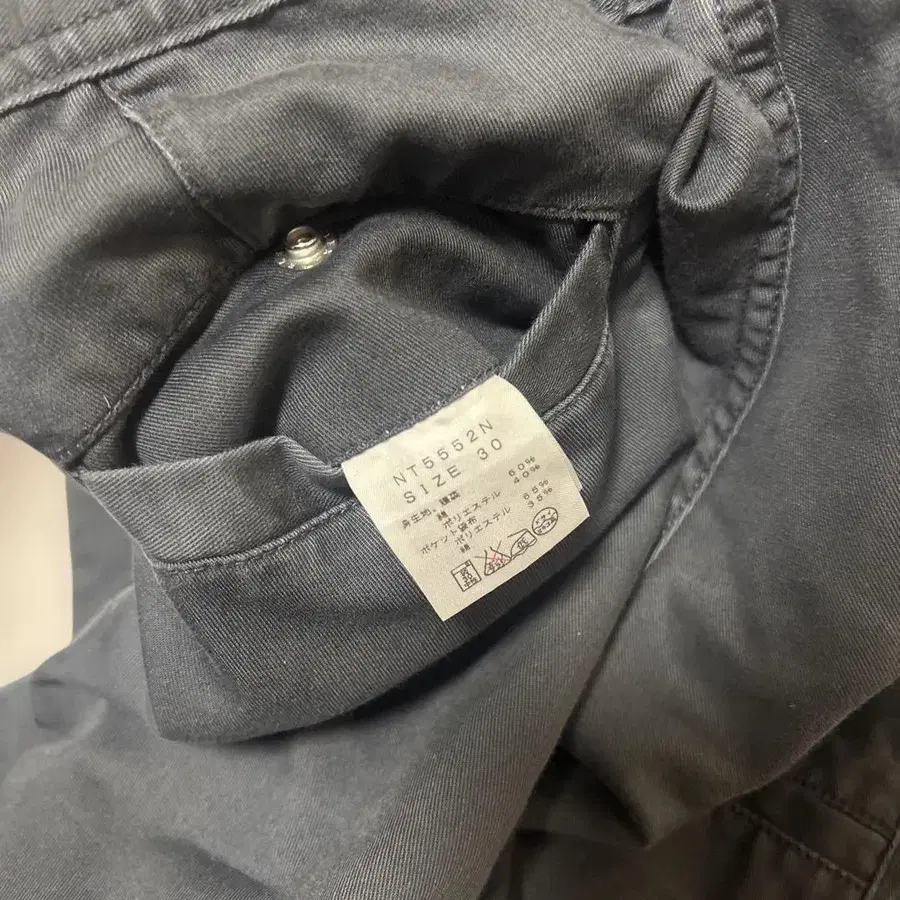 NT5552N
SIZE 30
身生地:
綿 60%
ポリエステル 40%
ポケット袋布
ポリエステル 65%
綿 35%